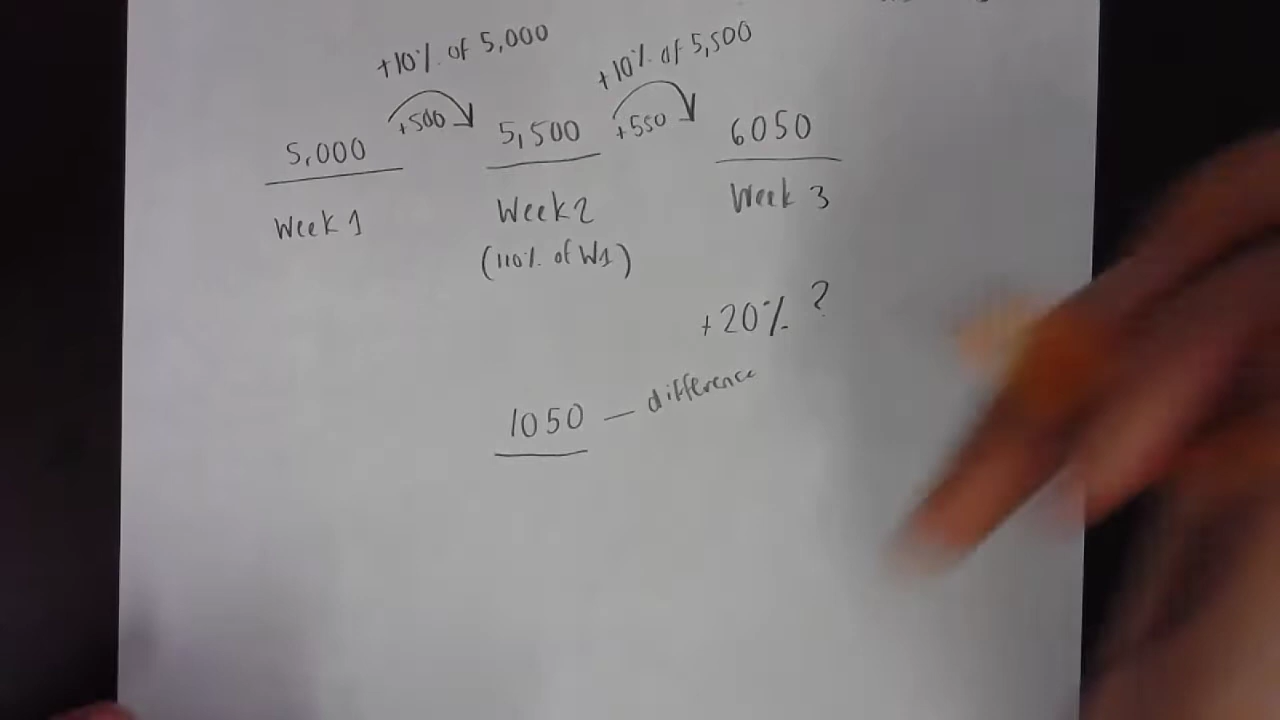 +10% of 5,000
+10% of 5,500
+500
+550
5,000
5,500
6050
Week 1
Week 2
Week 3
(110% of W1)
+20% ?
1050 — difference